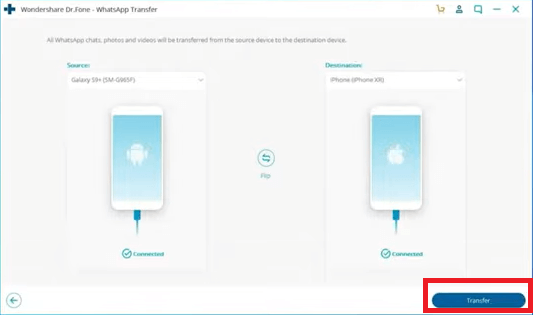 Wondershare Dr.Fone - WhatsApp Transfer
All WhatsApp chats, photos and videos will be transferred from the source device to the destination device.
Source:
Destination:
Galaxy S9+ (SM-G965F)
iPhone (iPhone XR)
Flip
Connected
Connected
Transfer